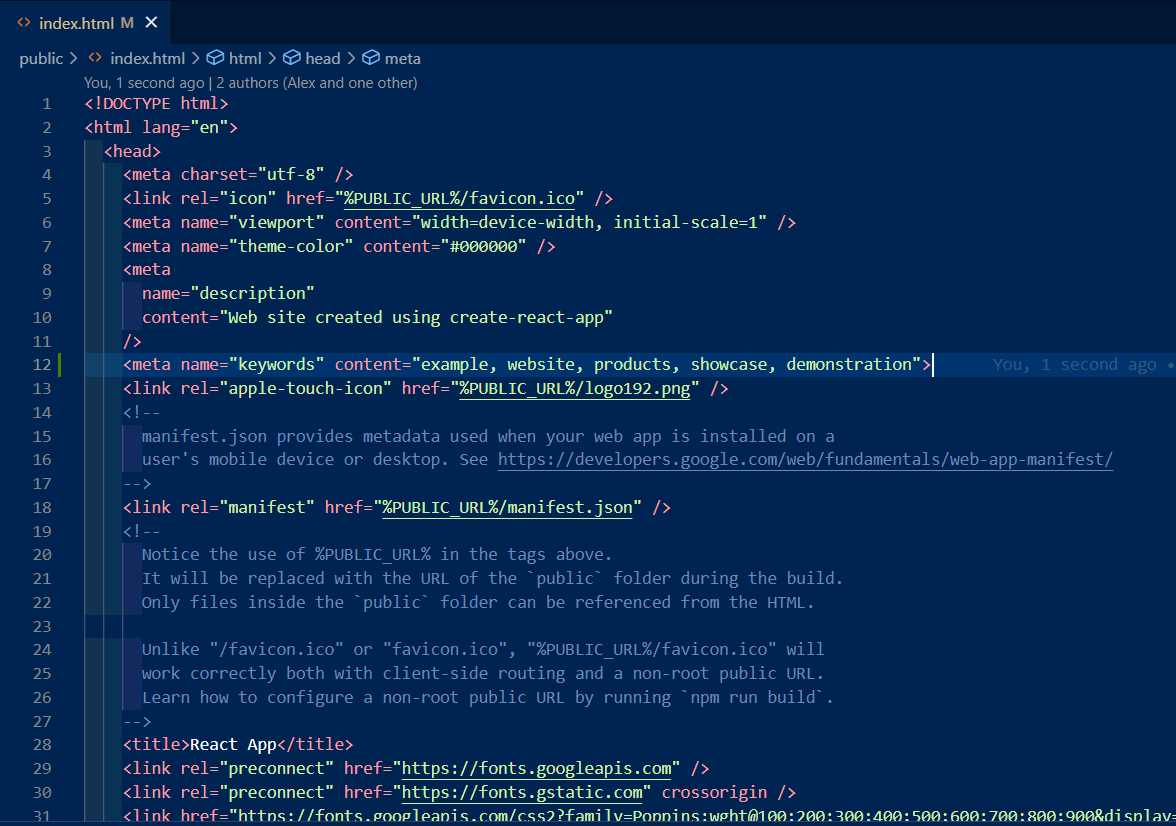 index.html M
public > index.html > html > head > meta
You, 1 second ago | 2 authors (Alex and one other)
1 <!DOCTYPE html>
2 <html lang="en">
3 <head>
4 <meta charset="utf-8" />
5 <link rel="icon" href="%PUBLIC_URL%/favicon.ico" />
6 <meta name="viewport" content="width=device-width, initial-scale=1" />
7 <meta name="theme-color" content="#000000" />
8 <meta
9 name="description"
10 content="Web site created using create-react-app"
11 />
12 <meta name="keywords" content="example, website, products, showcase, demonstration"> You, 1 second ago •
13 <link rel="apple-touch-icon" href="%PUBLIC_URL%/logo192.png" />
14 <!--
15 manifest.json provides metadata used when your web app is installed on a
16 user's mobile device or desktop. See https://developers.google.com/web/fundamentals/web-app-manifest/
17 -->
18 <link rel="manifest" href="%PUBLIC_URL%/manifest.json" />
19 <!--
20 Notice the use of %PUBLIC_URL% in the tags above.
21 It will be replaced with the URL of the `public` folder during the build.
22 Only files inside the `public` folder can be referenced from the HTML.
23
24 Unlike "/favicon.ico" or "favicon.ico", "%PUBLIC_URL%/favicon.ico" will
25 work correctly both with client-side routing and a non-root public URL.
26 Learn how to configure a non-root public URL by running `npm run build`.
27 -->
28 <title>React App</title>
29 <link rel="preconnect" href="https://fonts.googleapis.com" />
30 <link rel="preconnect" href="https://fonts.gstatic.com" crossorigin />
31 <link href="https://fonts.googleapis.com/css2?family=Poppins:wght@100;200;300;400;500;600;700;800;900&display=